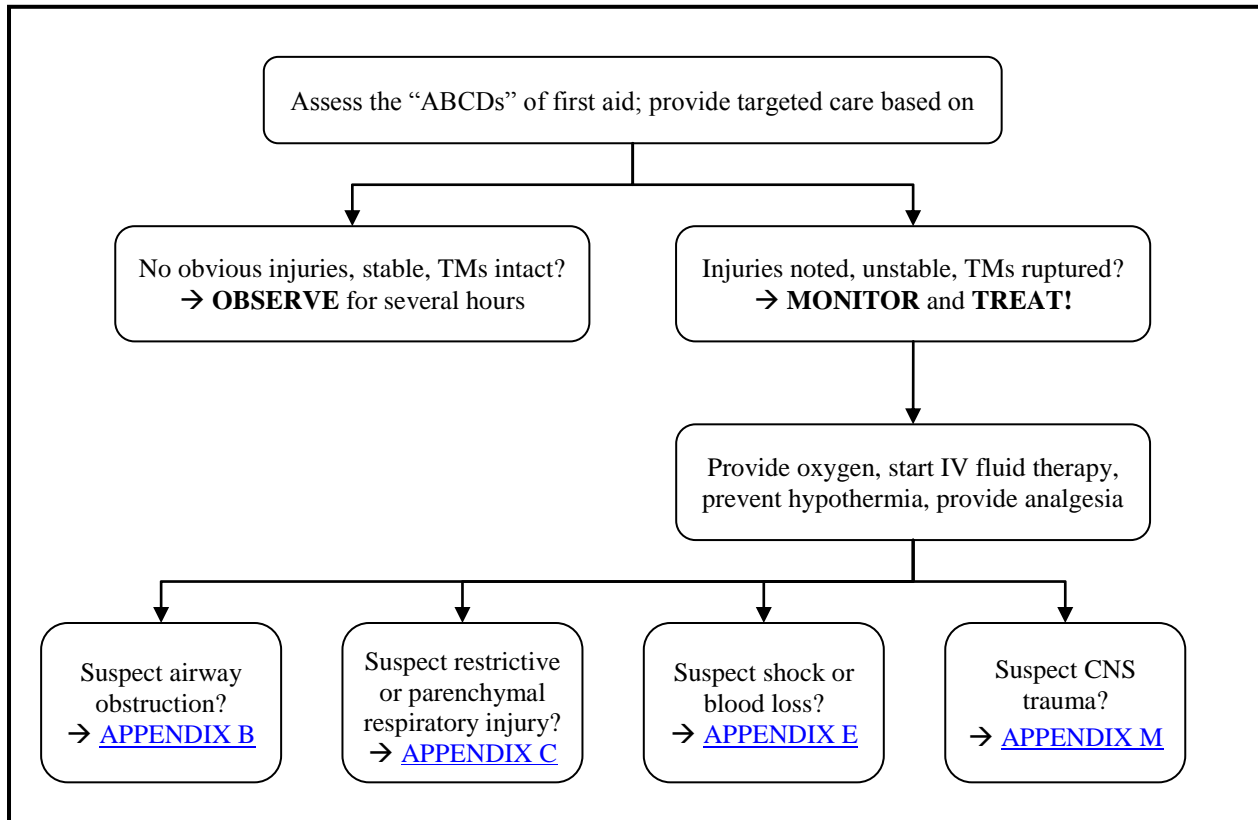 Assess the “ABCDs” of first aid; provide targeted care based on
No obvious injuries, stable, TMs intact?
→ OBSERVE for several hours
Injuries noted, unstable, TMs ruptured?
→ MONITOR and TREAT!
Provide oxygen, start IV fluid therapy,
prevent hypothermia, provide analgesia
Suspect airway
obstruction?
→ APPENDIX B
Suspect restrictive
or parenchymal
respiratory injury?
→ APPENDIX C
Suspect shock or
blood loss?
→ APPENDIX E
Suspect CNS
trauma?
→ APPENDIX M